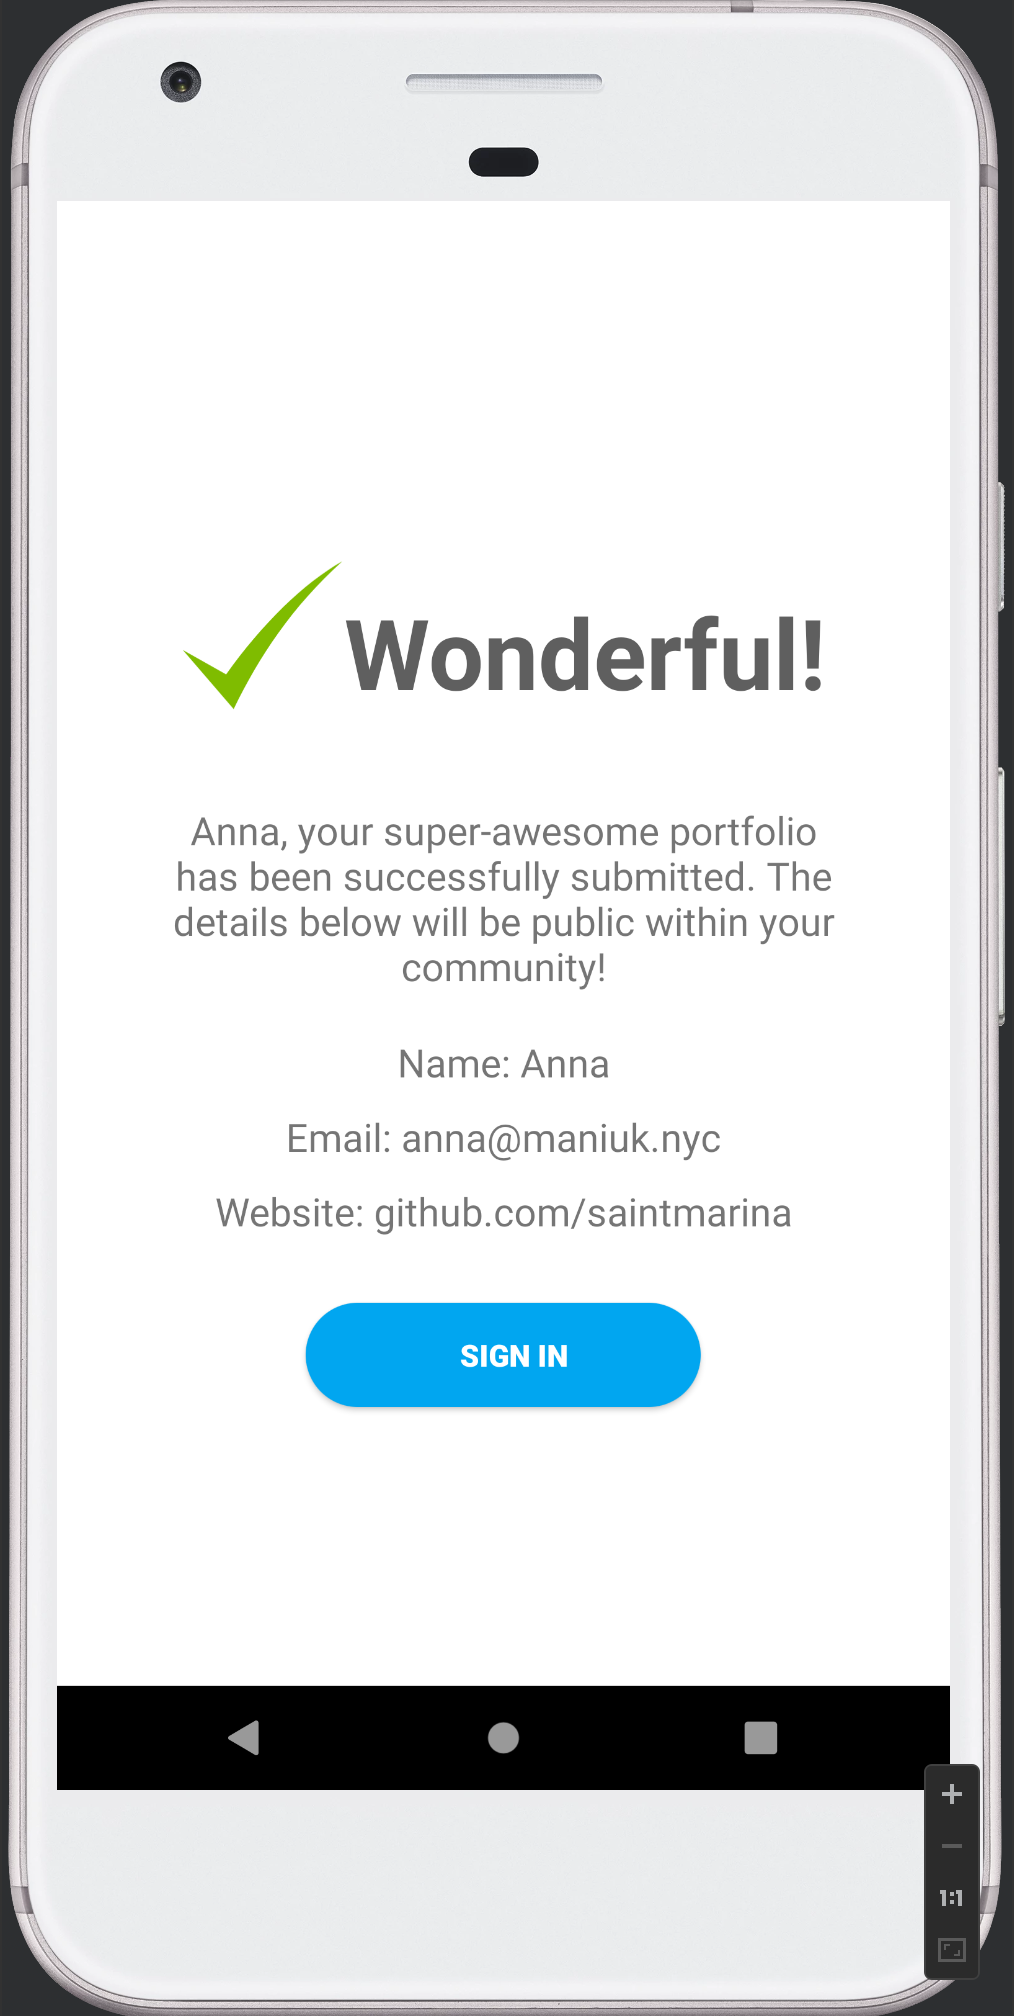 Wonderful!
Anna, your super-awesome portfolio
has been successfully submitted. The
details below will be public within your
community!
Name: Anna
Email: anna@maniuk.nyc
Website: github.com/saintmarina
SIGN IN
1:1